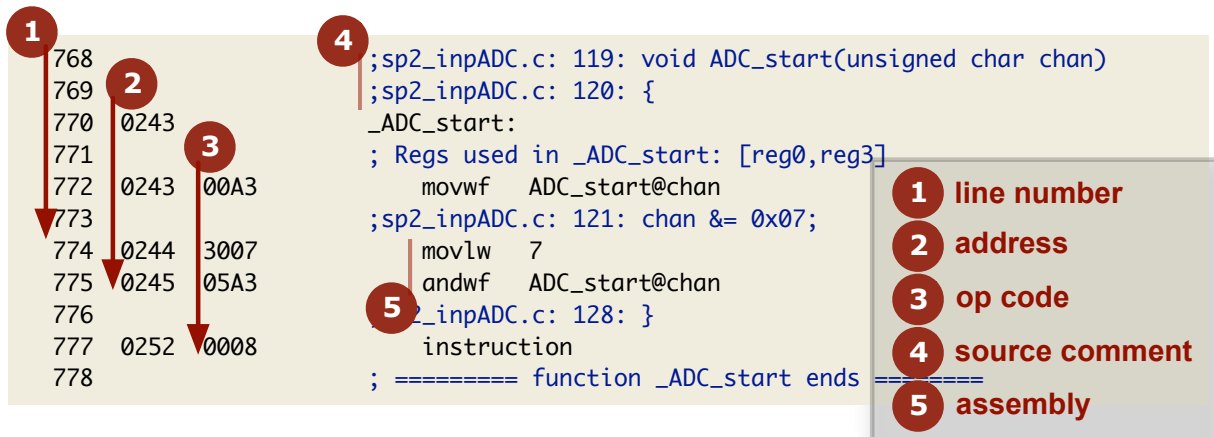 1
4
768 ;sp2_inpADC.c: 119: void ADC_start(unsigned char chan)
2
769 ;sp2_inpADC.c: 120: {
770 0243 _ADC_start:
3
771 ; Regs used in _ADC_start: [reg0,reg3]
772 0243 00A3 movwf ADC_start@chan
773 ;sp2_inpADC.c: 121: chan &= 0x07;
774 0244 3007 movlw 7
775 0245 05A3 andwf ADC_start@chan
5
776 2_inpADC.c: 128: }
777 0252 0008 instruction
778 ; ========= function _ADC_start ends ========
1 line number
2 address
3 op code
4 source comment
5 assembly